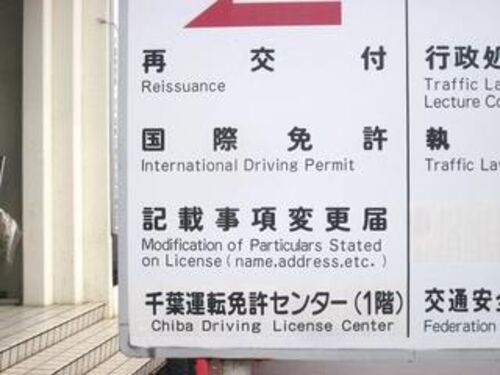 再交付
Reissuance
国際免許
International Driving Permit
記載事項変更届
Modification of Particulars Stated
on License (name.address,etc.)
千葉運転免許センター(1階)
Chiba Driving License Center
行政処
Traffic La
Lecture Co
執
Traffic Law
交通安全
Federation